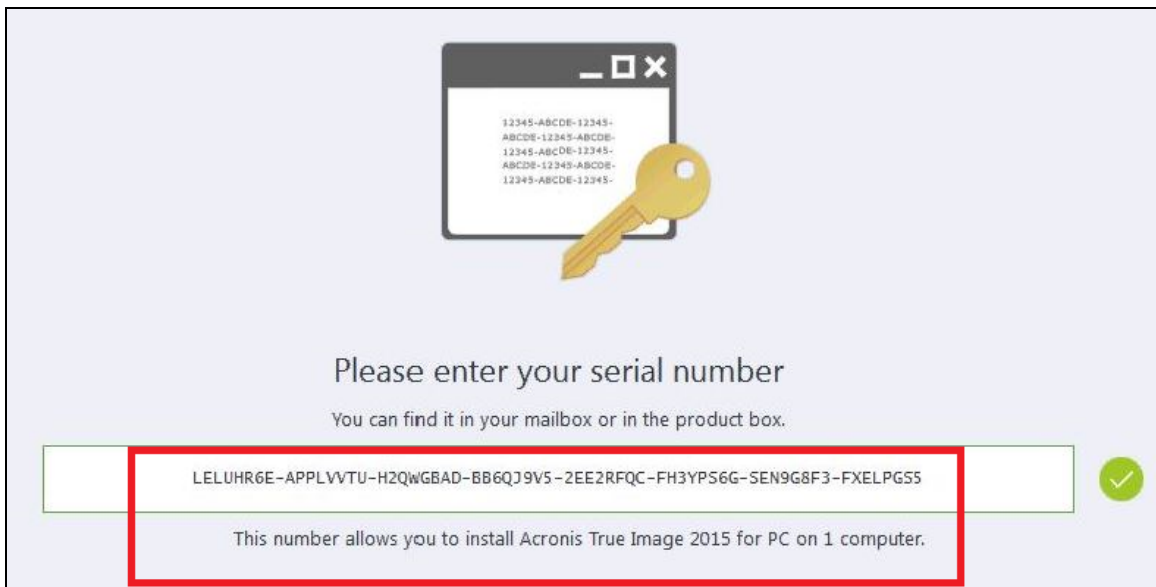 12345-ABCDE-12345-
ABCDE-12345-ABCDE-
12345-ABCDE-12345-
ABCDE-12345-ABCDE-
12345-ABCDE-12345-
Please enter your serial number
You can find it in your mailbox or in the product box.
LELUHR6E-APPLVVTU-H2QWGBAD-BB6QJ9V5-2EE2RFQC-FH3YPS6G-SEN9G8F3-FXELPGS5
This number allows you to install Acronis True Image 2015 for PC on 1 computer.